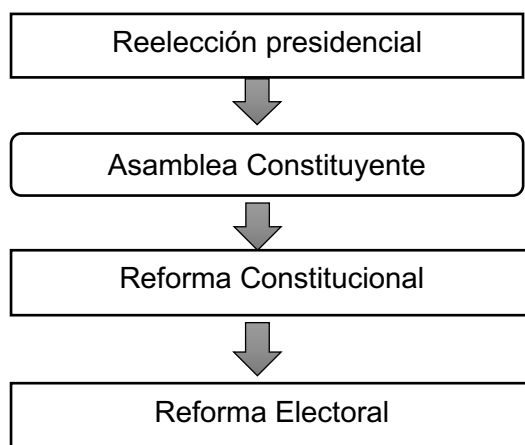 Reelección presidencial
Asamblea Constituyente
Reforma Constitucional
Reforma Electoral